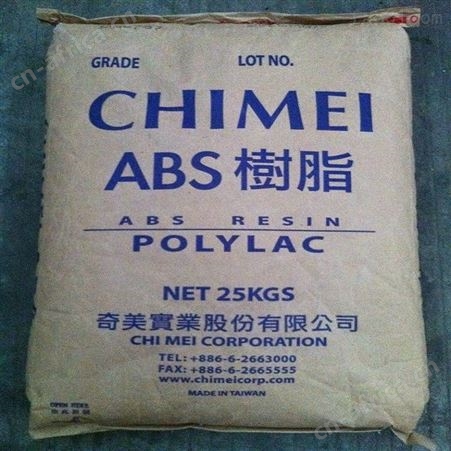 GRADE LOT NO.
CHIMEI
ABS 樹脂
ABS RESIN
POLYLAC
NET 25KGS
奇美實業股份有限公司
CHI MEI CORPORATION
TEL: +886-6-2663000
FAX: +886-6-2665555
www.chimeicorp.com
MADE IN TAIWAN
OPEN HERE